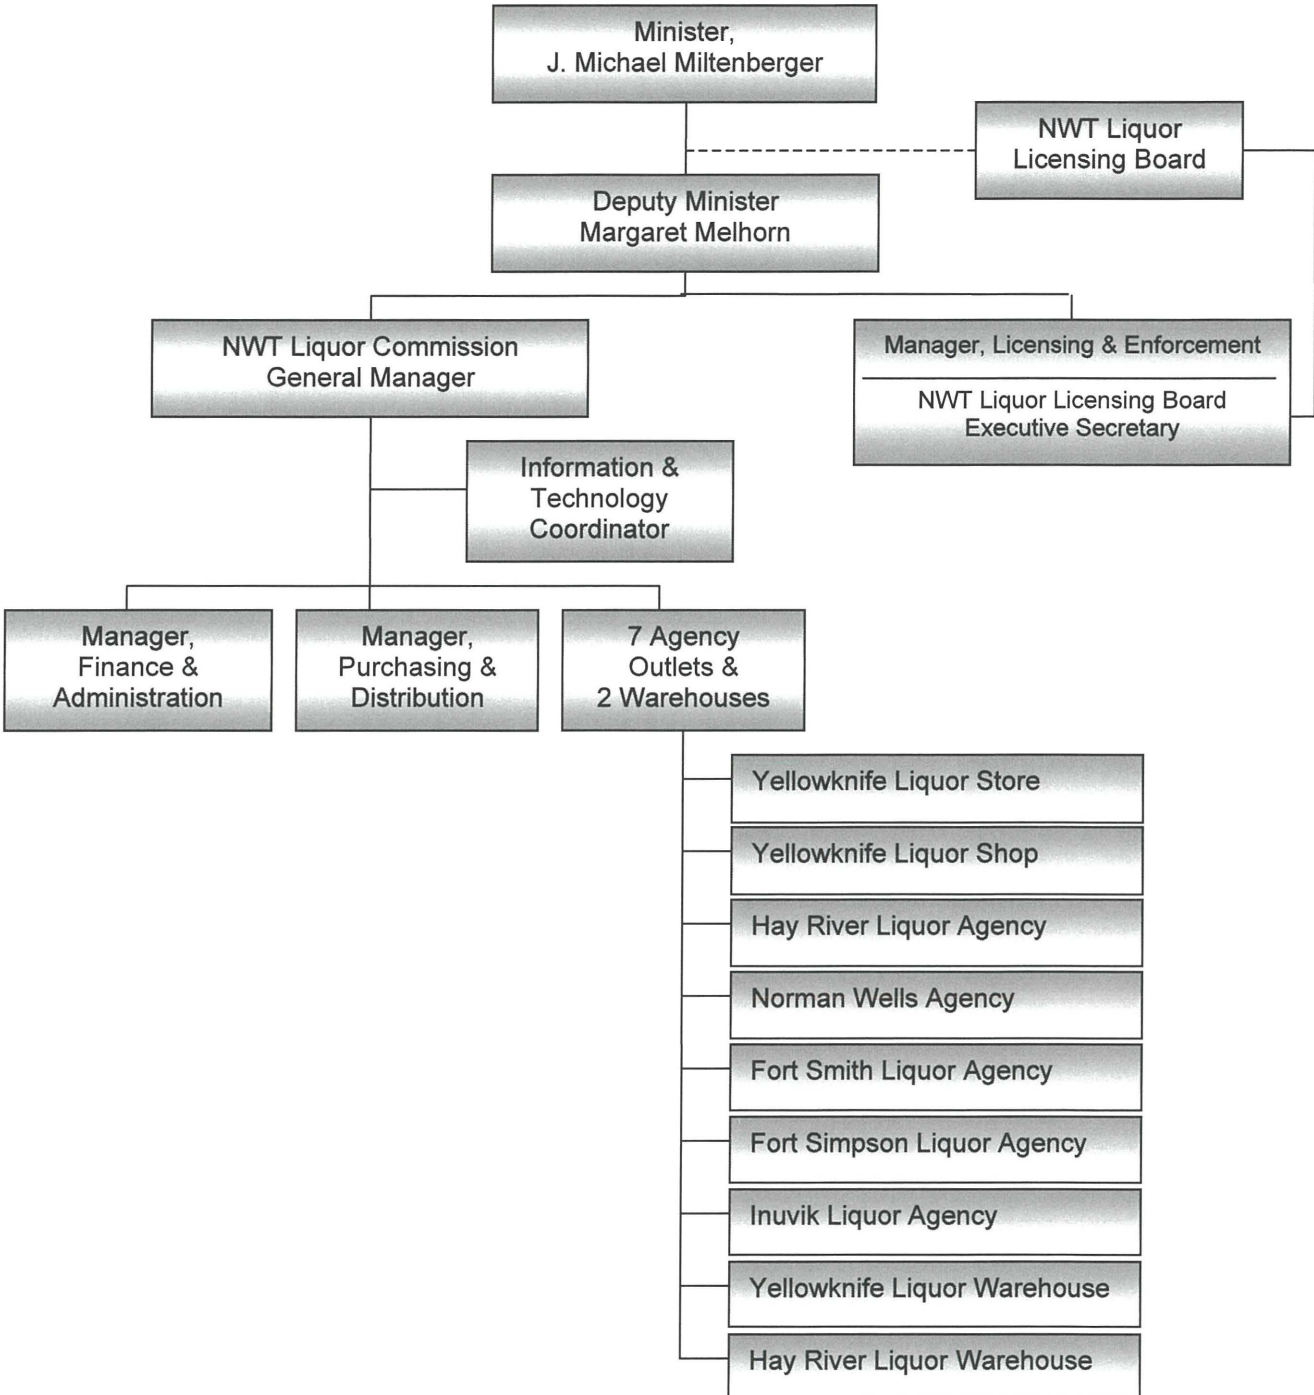 Minister,
J. Michael Miltenberger
NWT Liquor
Licensing Board
Deputy Minister
Margaret Melhorn
NWT Liquor Commission
General Manager
Manager, Licensing & Enforcement
NWT Liquor Licensing Board
Executive Secretary
Information &
Technology
Coordinator
Manager,
Finance &
Administration
Manager,
Purchasing &
Distribution
7 Agency
Outlets &
2 Warehouses
Yellowknife Liquor Store
Yellowknife Liquor Shop
Hay River Liquor Agency
Norman Wells Agency
Fort Smith Liquor Agency
Fort Simpson Liquor Agency
Inuvik Liquor Agency
Yellowknife Liquor Warehouse
Hay River Liquor Warehouse